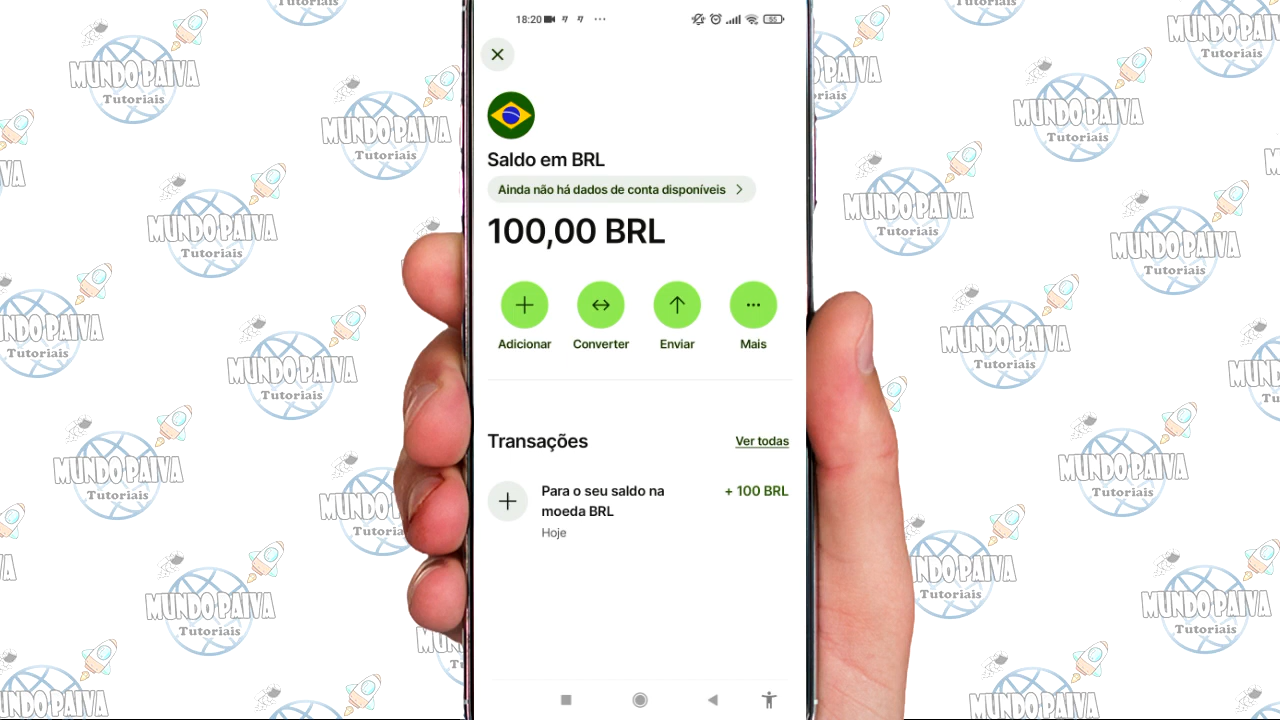 18:20
55
Saldo em BRL
Ainda não há dados de conta disponíveis
100,00 BRL
Adicionar
Converter
Enviar
Mais
Transações
Ver todas
Para o seu saldo na
moeda BRL
+ 100 BRL
Hoje
MUNDO PAIVA
Tutoriais